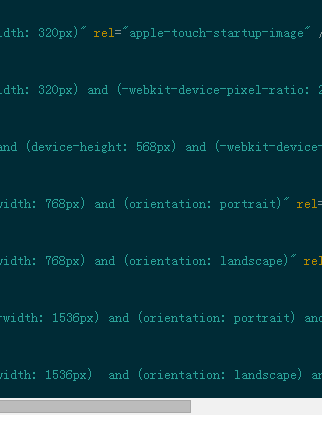 idth: 320px)" rel="apple-touch-startup-image" /
idth: 320px) and (-webkit-device-pixel-ratio: 2
and (device-height: 568px) and (-webkit-device-
width: 768px) and (orientation: portrait)" rel=
width: 768px) and (orientation: landscape)" rel
-width: 1536px) and (orientation: portrait) and
width: 1536px)  and (orientation: landscape) an